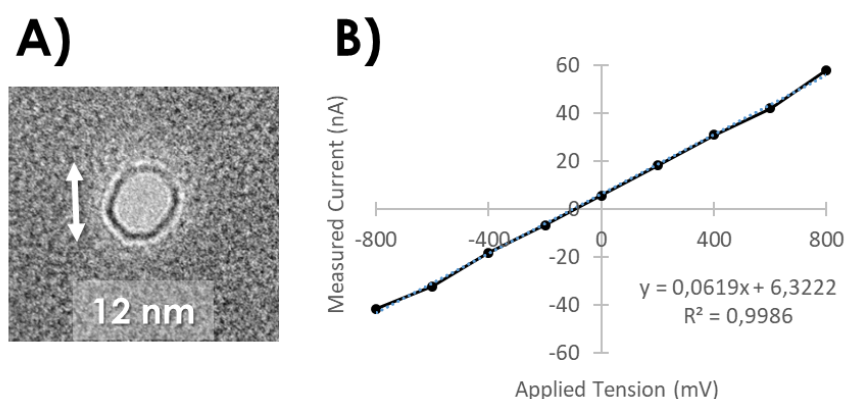 A)
B)
12 nm
Measured Current (nA)
60
40
20
0
-20
-40
-60
-800
-400
0
400
800
y = 0,0619x + 6,3222
R² = 0,9986
Applied Tension (mV)